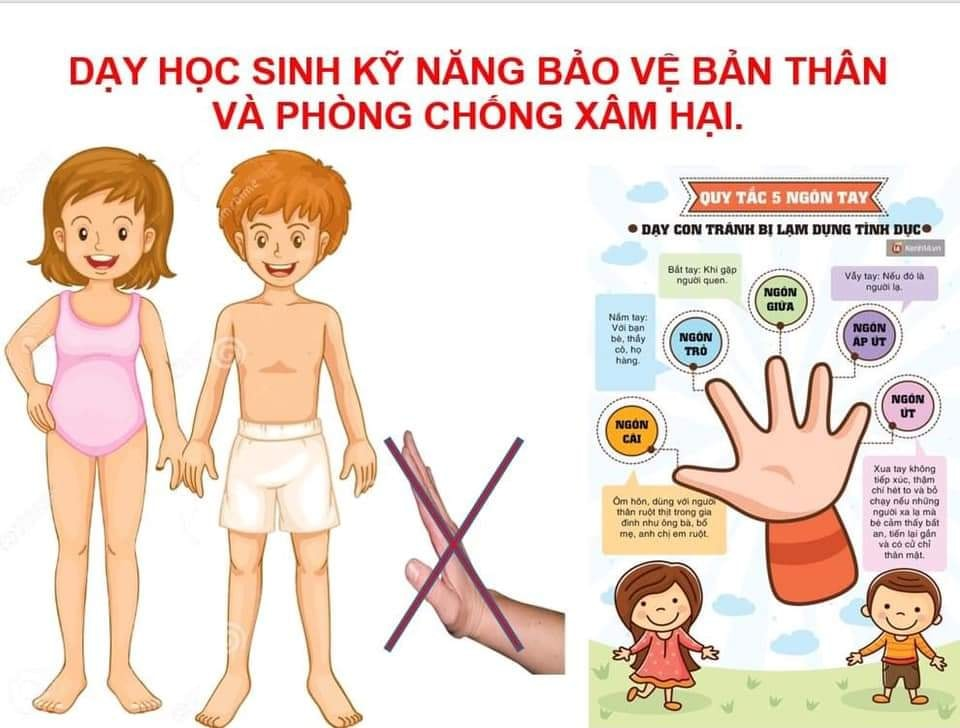 DẠY HỌC SINH KỸ NĂNG BẢO VỆ BẢN THÂN
VÀ PHÒNG CHỐNG XÂM HẠI.
QUY TẮC 5 NGÓN TAY
DẠY CON TRÁNH BỊ LẠM DỤNG TÌNH DỤC
Kenh14.vn
Bắt tay: Khi gặp
người quen.
Vẫy tay: Nếu đó là
người lạ.
NGÓN
GIỮA
Nắm tay:
Với bạn
bè, thầy
cô, họ
hàng.
NGÓN
TRỎ
NGÓN
ÁP ÚT
NGÓN
ÚT
NGÓN
CÁI
Ôm hôn, dùng với người
thân ruột thịt trong gia
đình như ông bà, bố
mẹ, anh chị em ruột.
Xua tay không
tiếp xúc, thậm
chí hét to và bỏ
chạy nếu những
người xa lạ mà
bé cảm thấy bất
an, tiến lại gần
và có cử chỉ
thân mật.